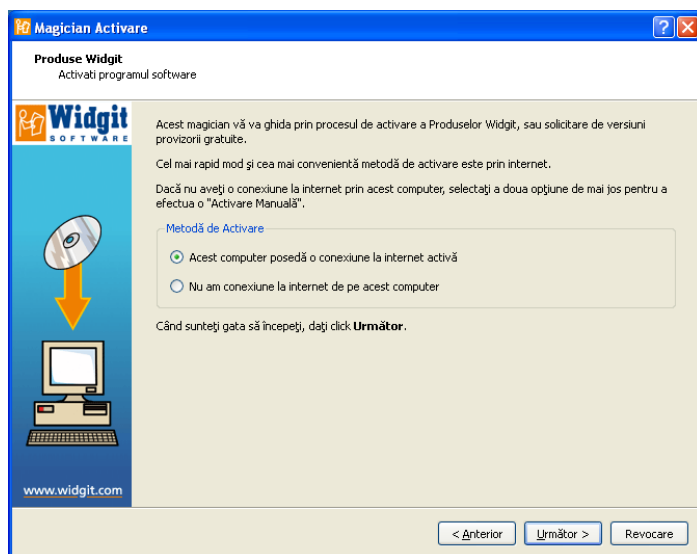 Magician Activare
Produse Widgit
Activati programul software
Widgit
SOFTWARE
Acest magician vă va ghida prin procesul de activare a Produselor Widgit, sau solicitare de versiuni
provizorii gratuite.
Cel mai rapid mod şi cea mai convenientă metodă de activare este prin internet.
Dacă nu aveţi o conexiune la internet prin acest computer, selectaţi a doua opţiune de mai jos pentru a
efectua o "Activare Manuală".
Metodă de Activare
Acest computer posedă o conexiune la internet activă
Nu am conexiune la internet de pe acest computer
Când sunteţi gata să începeţi, daţi click Următor.
www.widgit.com
< Anterior
Următor >
Revocare